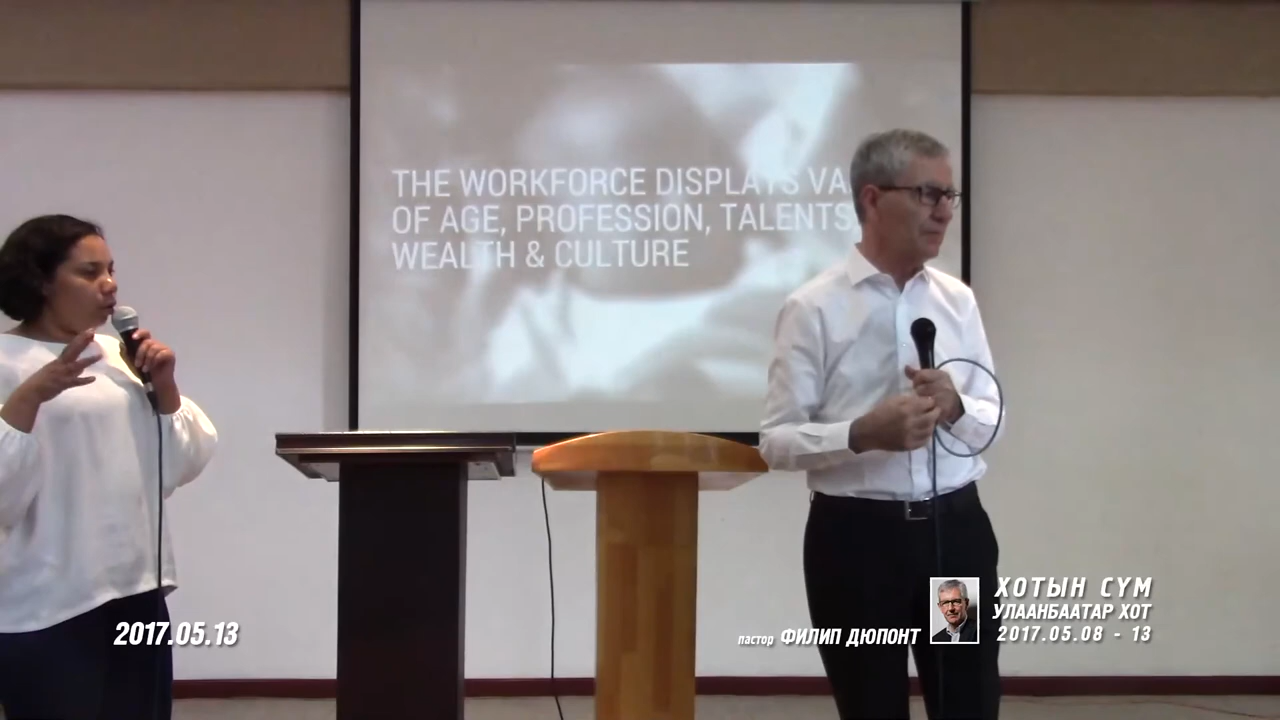 THE WORKFORCE DISPLAYS
OF AGE, PROFESSION, TALENTS,
WEALTH & CULTURE
2017.05.13
пастор ФИЛИП ДЮПОНТ
ХОТЫН СҮМ
УЛААНБААТАР ХОТ
2017.05.08 - 13